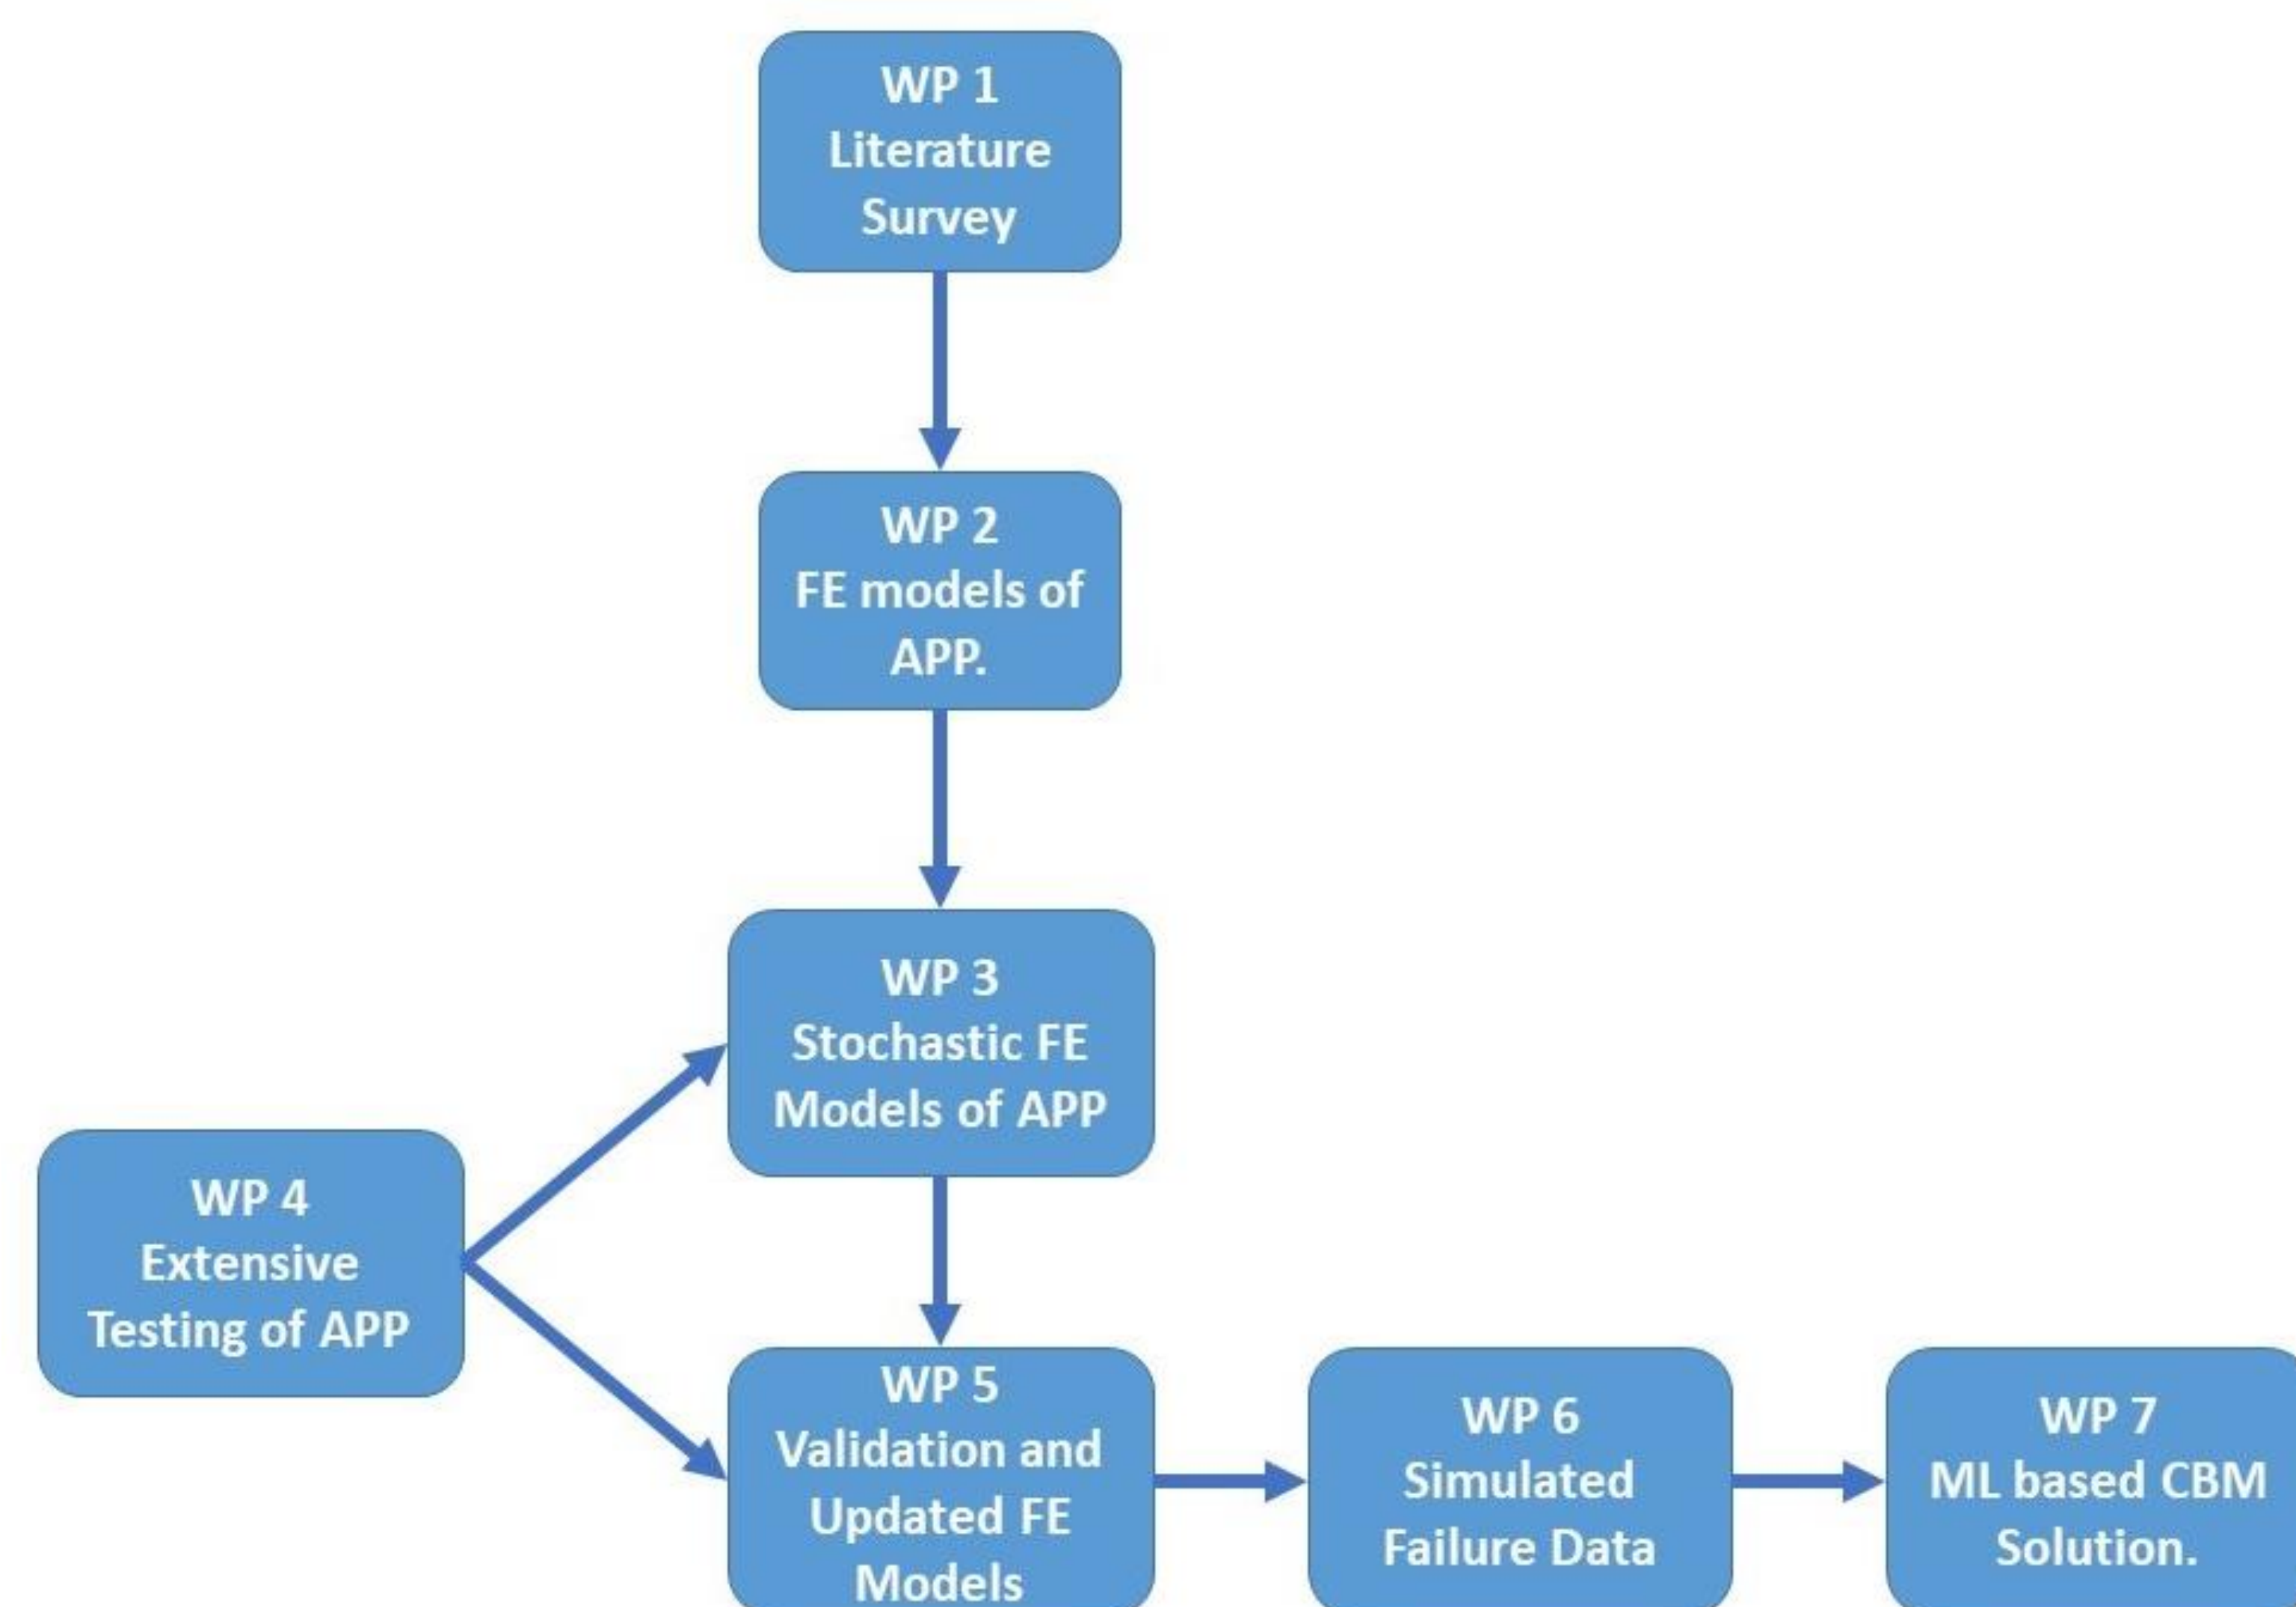 WP 1
Literature
Survey
WP 2
FE models of
APP.
WP 3
Stochastic FE
Models of APP
WP 4
Extensive
Testing of APP
WP 5
Validation and
Updated FE
Models
WP 6
Simulated
Failure Data
WP 7
ML based CBM
Solution.